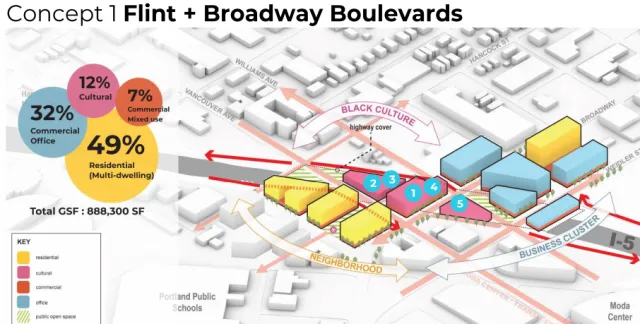 Concept 1 Flint + Broadway Boulevards
12%
Cultural
7%
Commercial
Mixed use
32%
Commercial
Office
49%
Residential
(Multi-dwelling)
Total GSF : 888,300 SF
KEY
residential
cultural
commercial
office
public open space
WILLIAMS AVE
VANCOUVER AVE
HANCOCK ST
BROADWAY
BLACK CULTURE
highway cover
1
2
3
4
5
NEIGHBORHOOD
BUSINESS CLUSTER
I-5
Portland Public
Schools
Moda
Center